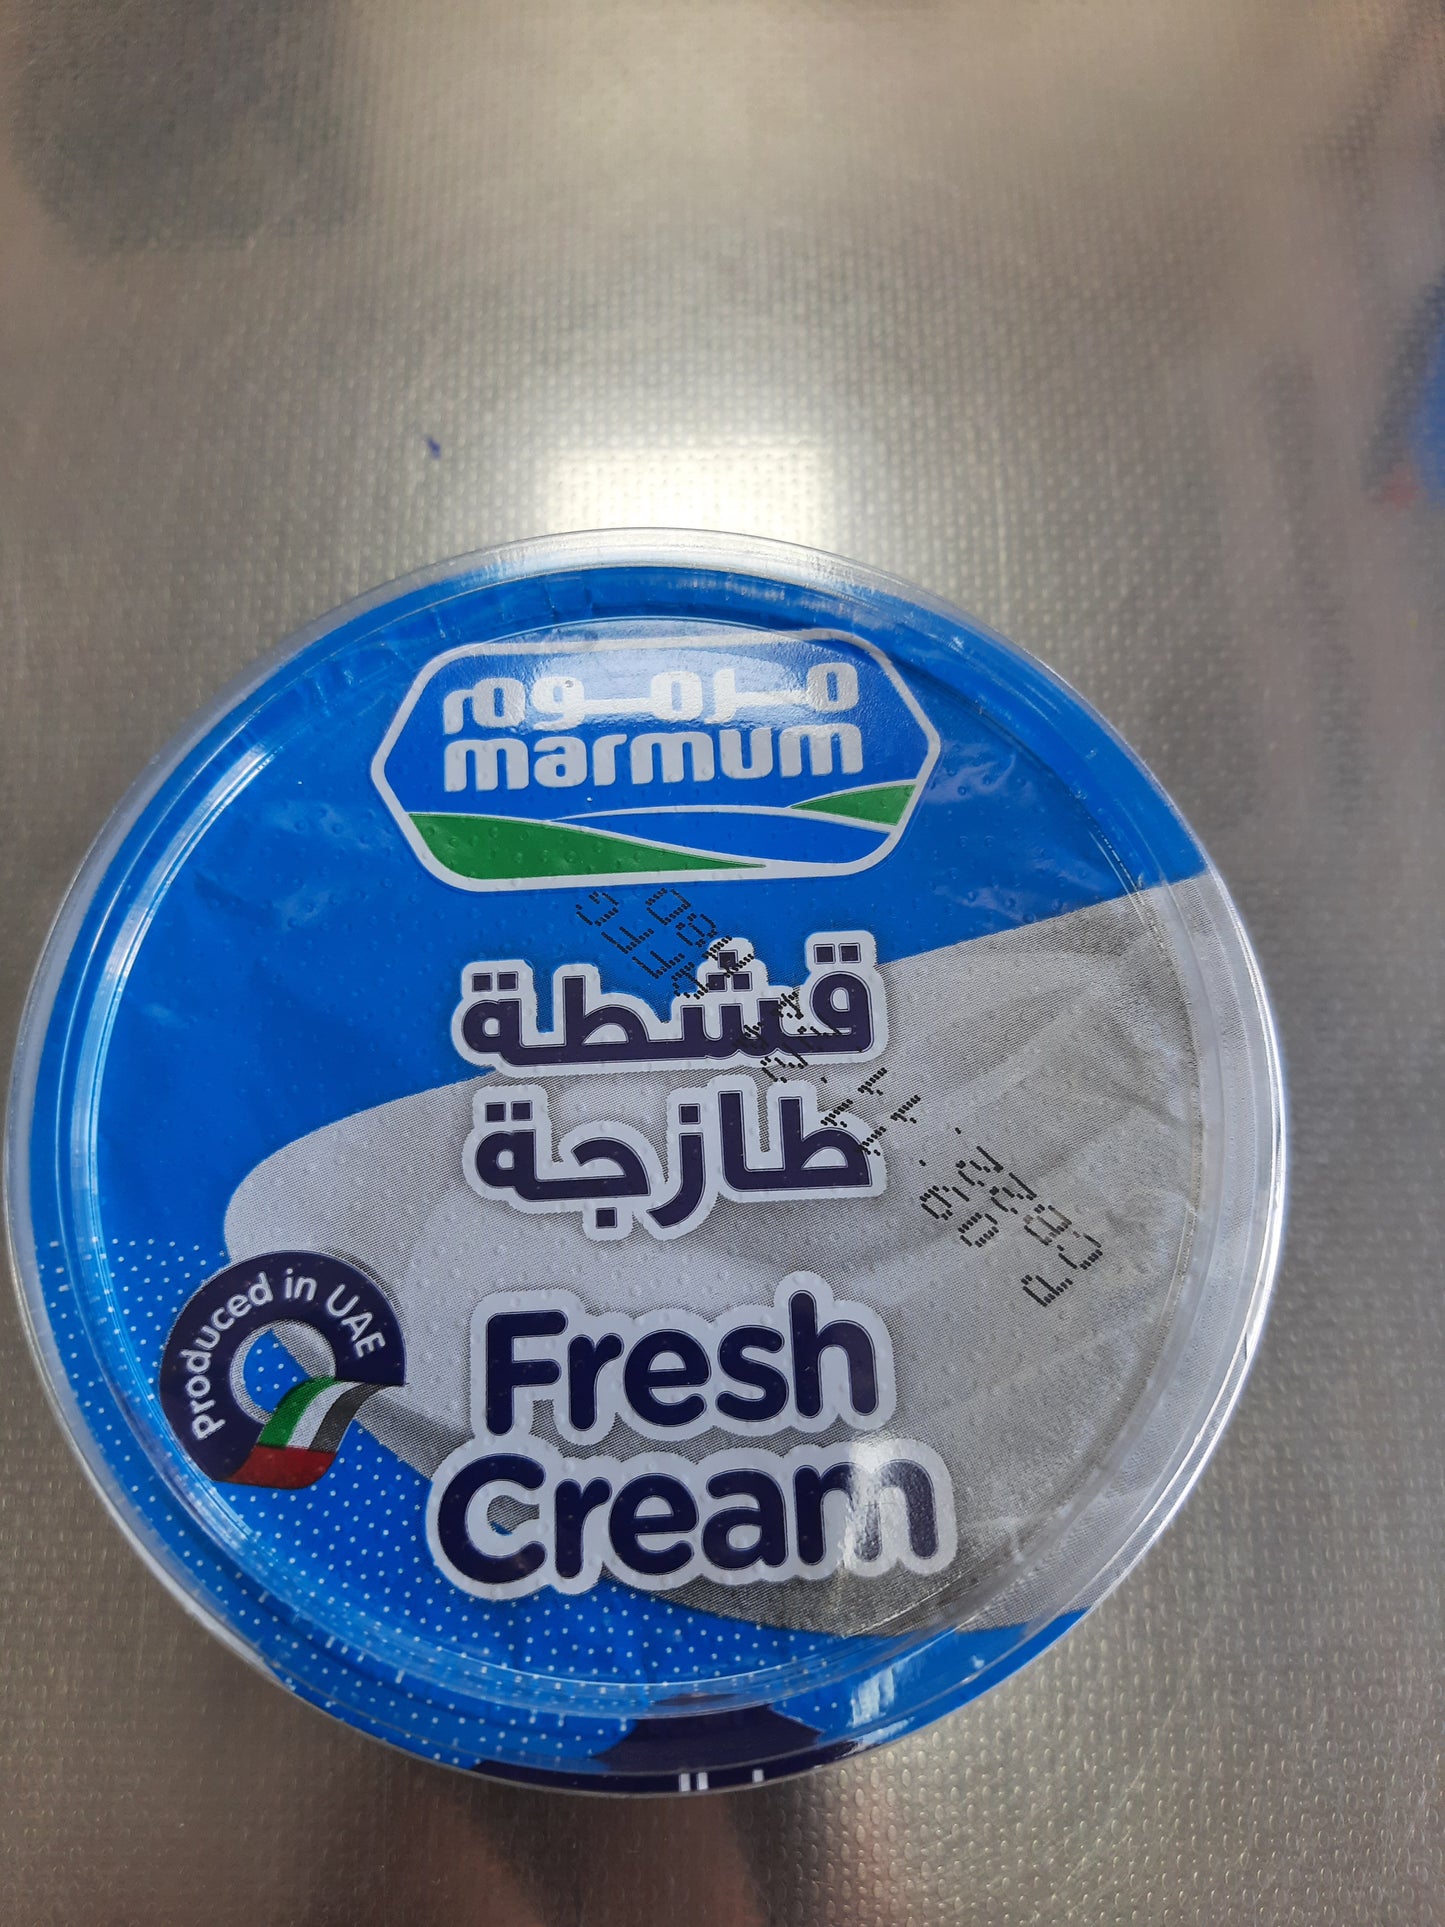 مرموم
marmum
قشطة
طازجة
Produced in UAE
Fresh
Cream